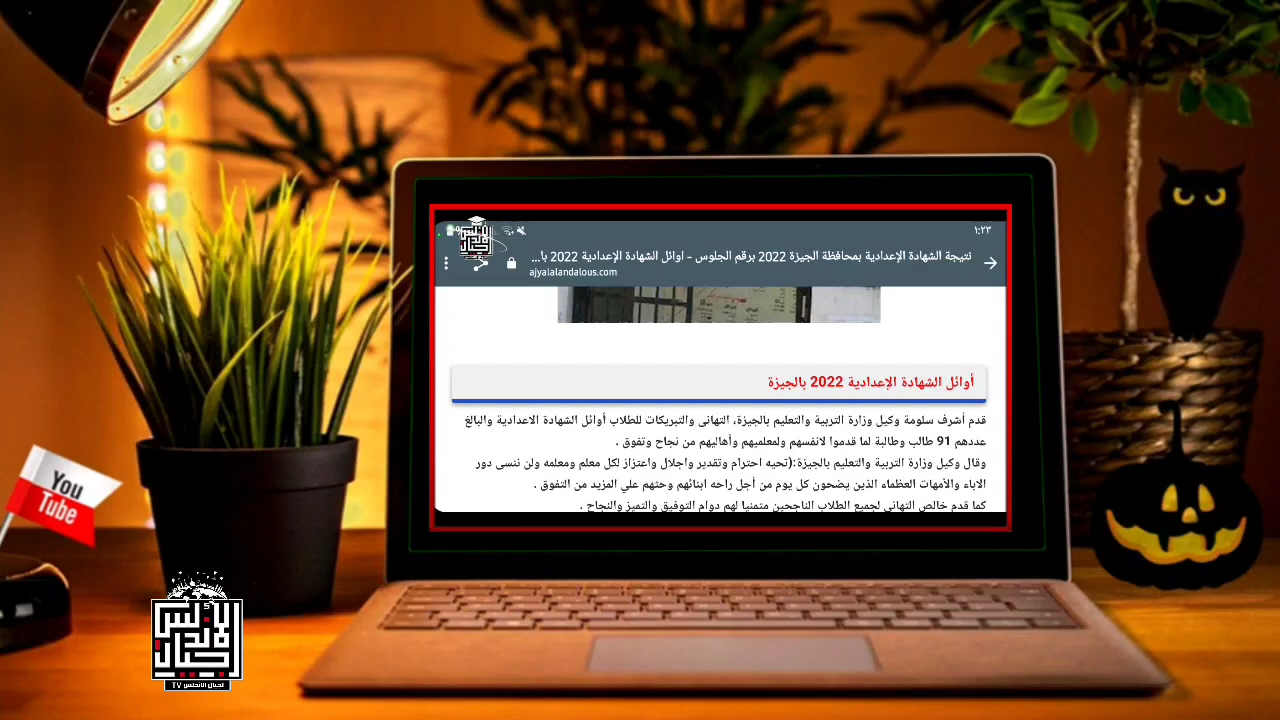 ١:٢٣
نتيجة الشهادة الإعدادية بمحافظة الجيزة 2022 برقم الجلوس - اوائل الشهادة الإعدادية 2022 با...
ajyalalandalous.com
أوائل الشهادة الإعدادية 2022 بالجيزة
قدم أشرف سلومة وكيل وزارة التربية والتعليم بالجيزة، التهانى والتبريكات للطلاب أوائل الشهادة الاعدادية والبالغ
عددهم 91 طالب وطالبة لما قدموا لانفسهم ولمعلميهم وأهاليهم من نجاح وتفوق .
وقال وكيل وزارة التربية والتعليم بالجيزة:(تحيه احترام وتقدير واجلال واعتزاز لكل معلم ومعلمه ولن ننسى دور
الاباء والأمهات العظماء الذين يضحون كل يوم من أجل راحه ابنائهم وحثهم علي المزيد من التفوق .
كما قدم خالص التهاني لجميع الطلاب الناجحين متمنيا لهم دوام التوفيق والتميز والنجاح .
You
Tube
اجيال الاندلس TV